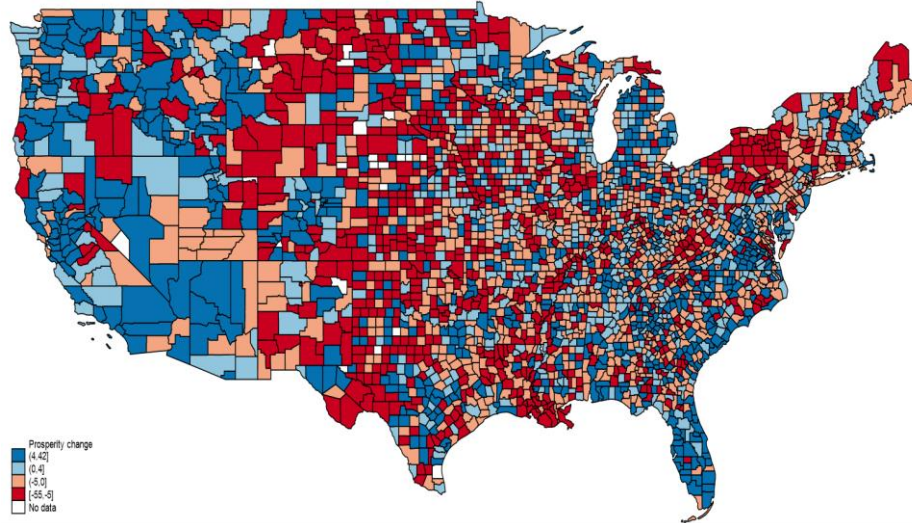 Prosperity change
(4,42]
(0,4]
(-5,0]
[-55,-5]
No data